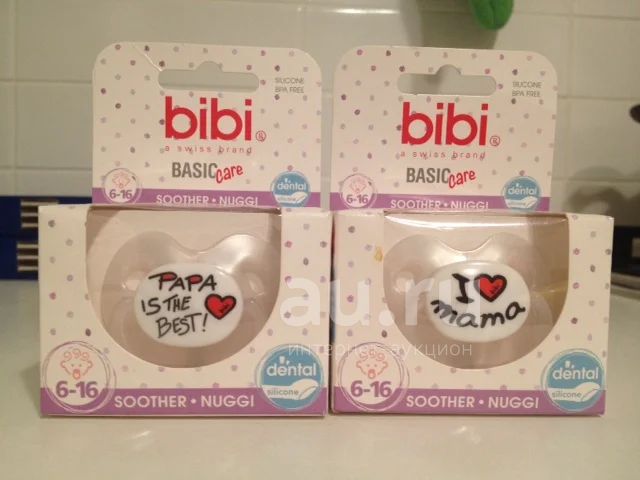 SILICONE
BPA FREE
bibi®
a swiss brand
BASIC care
6-16
dental
silicone
SOOTHER • NUGGI
PAPA
IS THE
BEST!
6-16
SOOTHER • NUGGI
dental
silicone
SILICONE
BPA FREE
bibi®
a swiss brand
BASIC care
6-16
dental
silicone
SOOTHER • NUGGI
I
mama
6-16
SOOTHER • NUGGI
dental
silicone
au.ru
интернет-аукцион